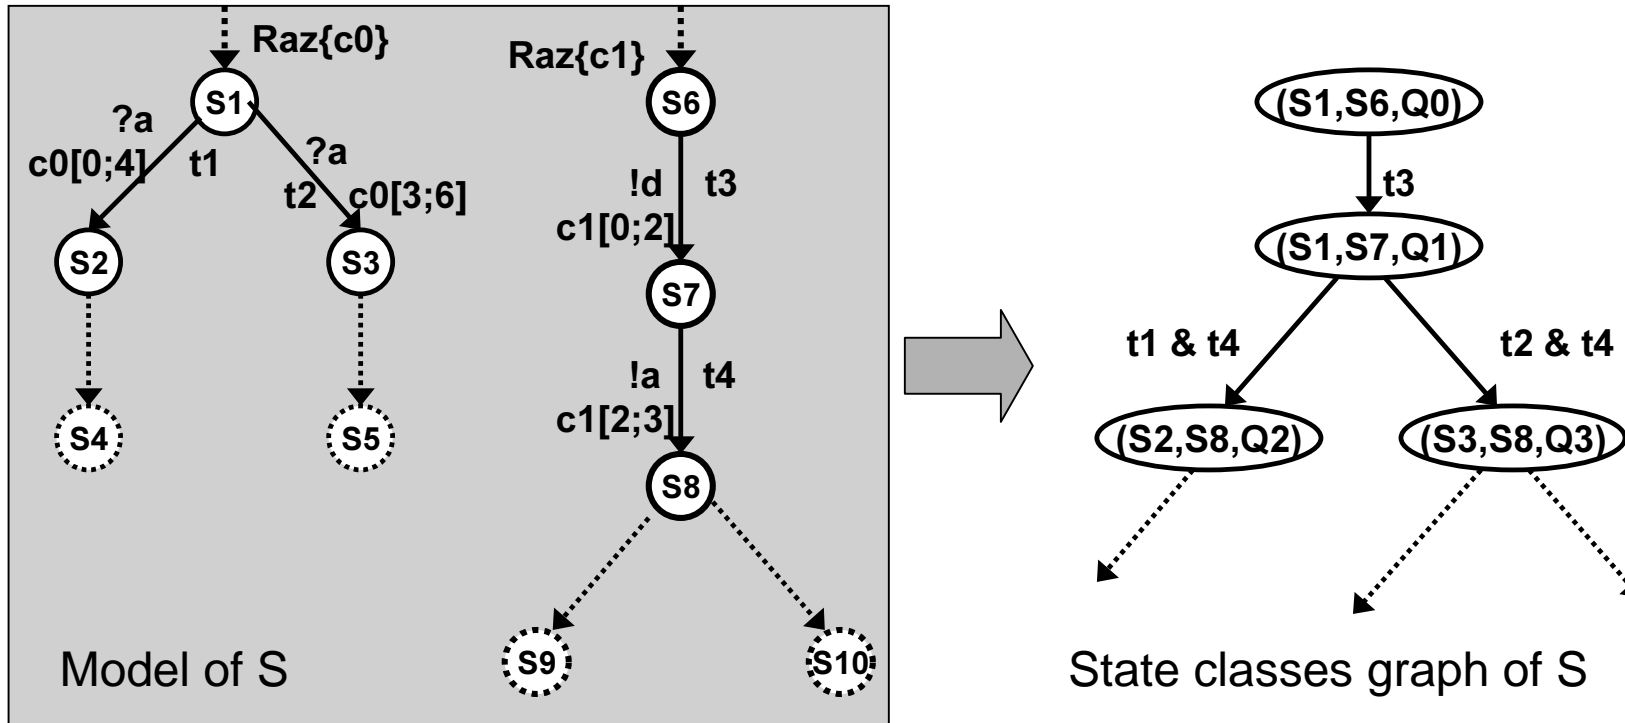 Raz{c0}
Raz{c1}
S1
S6
?a
c0[0;4]
t1
?a
t2
c0[3;6]
!d
t3
c1[0;2]
S2
S3
S7
!a
t4
c1[2;3]
S4
S5
S8
S9
S10
Model of S
(S1,S6,Q0)
t3
(S1,S7,Q1)
t1 & t4
t2 & t4
(S2,S8,Q2)
(S3,S8,Q3)
State classes graph of S